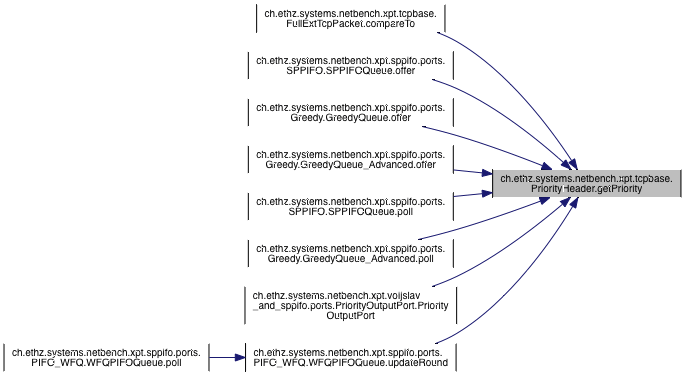 ch.ethz.systems.netbench.xpt.tcpbase.
FullExtTcpPacket.compareTo
ch.ethz.systems.netbench.xpt.sppifo.ports.
SPPIFO.SPPIFOQueue.offer
ch.ethz.systems.netbench.xpt.sppifo.ports.
Greedy.GreedyQueue.offer
ch.ethz.systems.netbench.xpt.sppifo.ports.
Greedy.GreedyQueue_Advanced.offer
ch.ethz.systems.netbench.xpt.tcpbase.
PriorityHeader.getPriority
ch.ethz.systems.netbench.xpt.sppifo.ports.
SPPIFO.SPPIFOQueue.poll
ch.ethz.systems.netbench.xpt.sppifo.ports.
Greedy.GreedyQueue_Advanced.poll
ch.ethz.systems.netbench.xpt.voijslav
_and_sppifo.ports.PriorityOutputPort.Priority
OutputPort
ch.ethz.systems.netbench.xpt.sppifo.ports.
PIFO_WFQ.WFQPIFOQueue.poll
ch.ethz.systems.netbench.xpt.sppifo.ports.
PIFO_WFQ.WFQPIFOQueue.updateRound